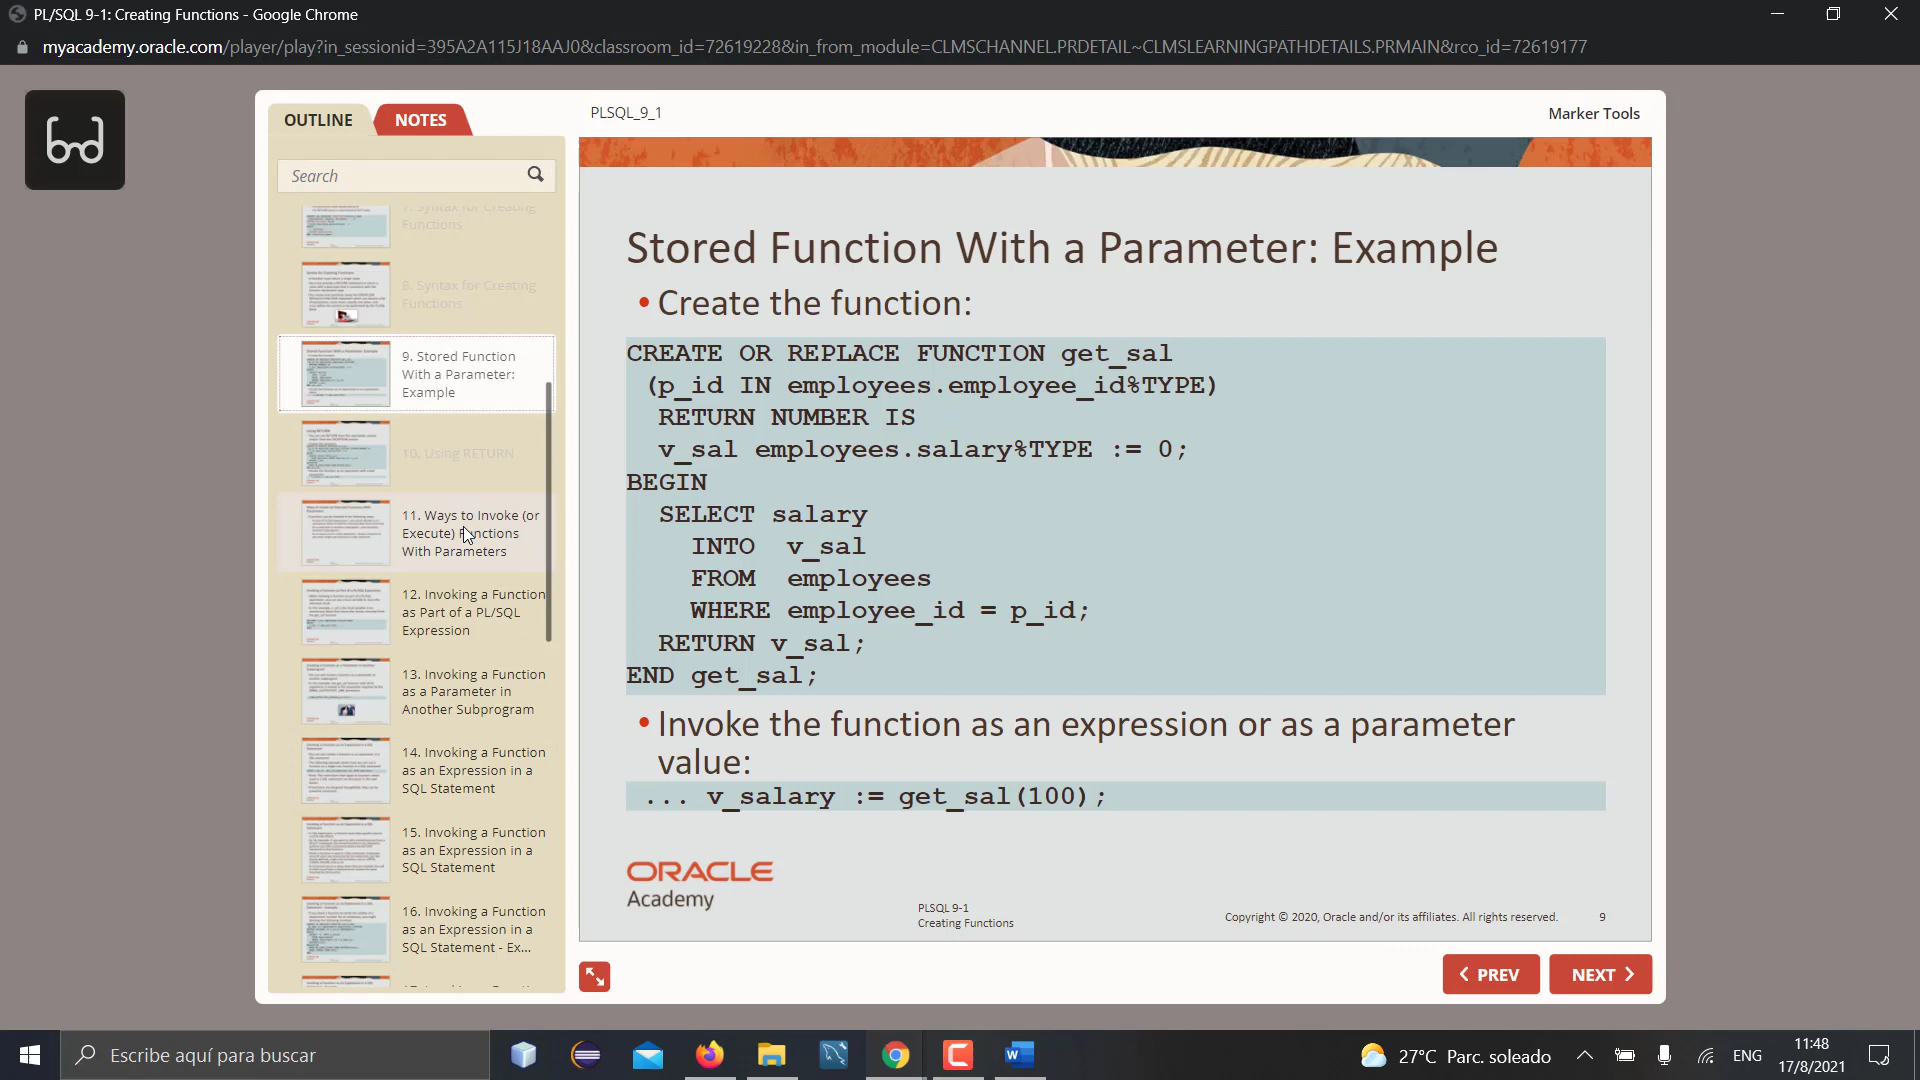 PL/SQL 9-1: Creating Functions - Google Chrome
myacademy.oracle.com/player/play?in_sessionid=395A2A115J18AAJ0&classroom_id=72619228&in_from_module=CLMSCHANNEL.PRDETAIL~CLMSLEARNINGPATHDETAILS.PRMAIN&rco_id=72619177
OUTLINE
NOTES
PLSQL_9_1
Marker Tools
Search
7. Syntax for Creating
Functions
8. Syntax for Creating
Functions
9. Stored Function
With a Parameter:
Example
10. Using RETURN
11. Ways to Invoke (or
Execute) Functions
With Parameters
12. Invoking a Function
as Part of a PL/SQL
Expression
13. Invoking a Function
as a Parameter in
Another Subprogram
14. Invoking a Function
as an Expression in a
SQL Statement
15. Invoking a Function
as an Expression in a
SQL Statement
16. Invoking a Function
as an Expression in a
SQL Statement - Ex...
Stored Function With a Parameter: Example
• Create the function:
CREATE OR REPLACE FUNCTION get_sal
(p_id IN employees.employee_id%TYPE)
RETURN NUMBER IS
v_sal employees.salary%TYPE := 0;
BEGIN
SELECT salary
INTO v_sal
FROM employees
WHERE employee_id = p_id;
RETURN v_sal;
END get_sal;
• Invoke the function as an expression or as a parameter
value:
... v_salary := get_sal(100);
ORACLE
Academy
PLSQL 9-1
Creating Functions
Copyright © 2020, Oracle and/or its affiliates. All rights reserved.
9
PREV
NEXT
Escribe aquí para buscar
27°C Parc. soleado
ENG
11:48
17/8/2021